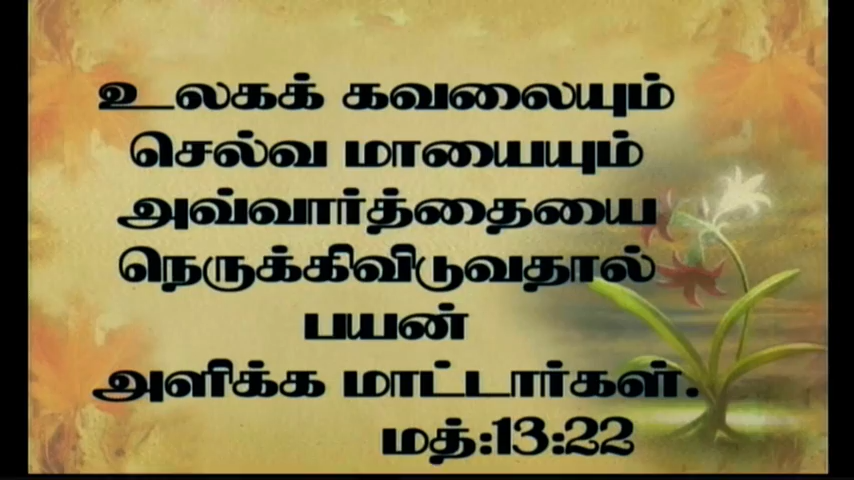 உலகக் கவலையும்
செல்வ மாயையும்
அவ்வார்த்தையை
நெருக்கிவிடுவதால்
பயன்
அளிக்க மாட்டார்கள்.
மத்:13:22